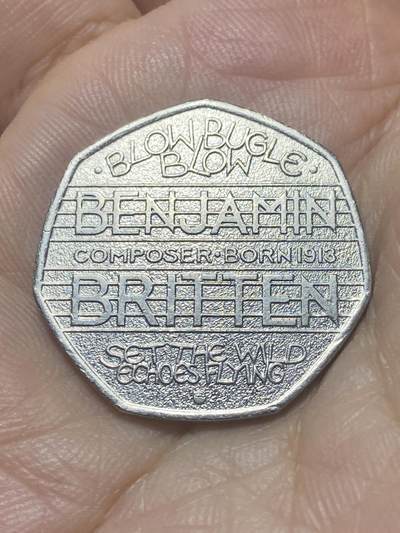 · BLOW BUGLE ·
BLOW
BENJAMIN
COMPOSER · BORN 1913
BRITTEN
SET THE WILD
ECHOES FLYING